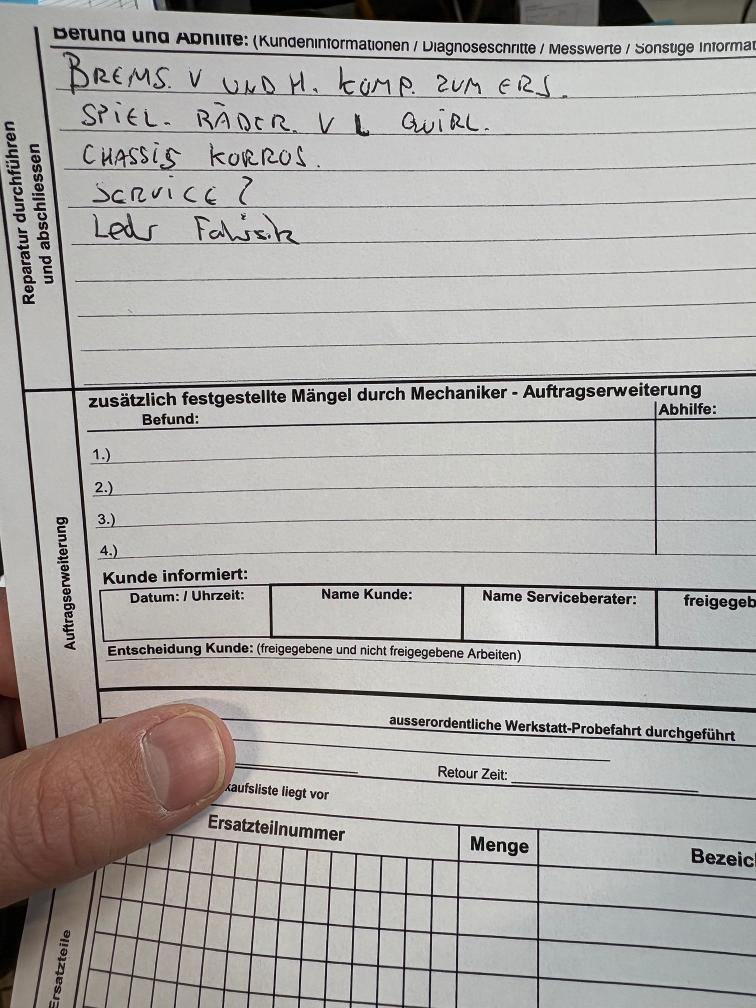 Befund und Abhilfe: (Kundeninformationen / Diagnoseschritte / Messwerte / Sonstige Informat
BREMS. V UND H. KOMP. ZUM ERS.
SPIEL. RÄDER. V L QUIRL.
CHASSIS KORROS.
SERVICE ?
Reparatur durchführen
und abschliessen
zusätzlich festgestellte Mängel durch Mechaniker - Auftragserweiterung
Befund: Abhilfe:
1.)
2.)
3.)
4.)
Auftragserweiterung
Kunde informiert:
Datum: / Uhrzeit: Name Kunde: Name Serviceberater: freigegeb
Entscheidung Kunde: (freigegebene und nicht freigegebene Arbeiten)
ausserordentliche Werkstatt-Probefahrt durchgeführt
Retour Zeit:
kaufsliste liegt vor
Ersatzteilnummer Menge Bezeic
Ersatzteile